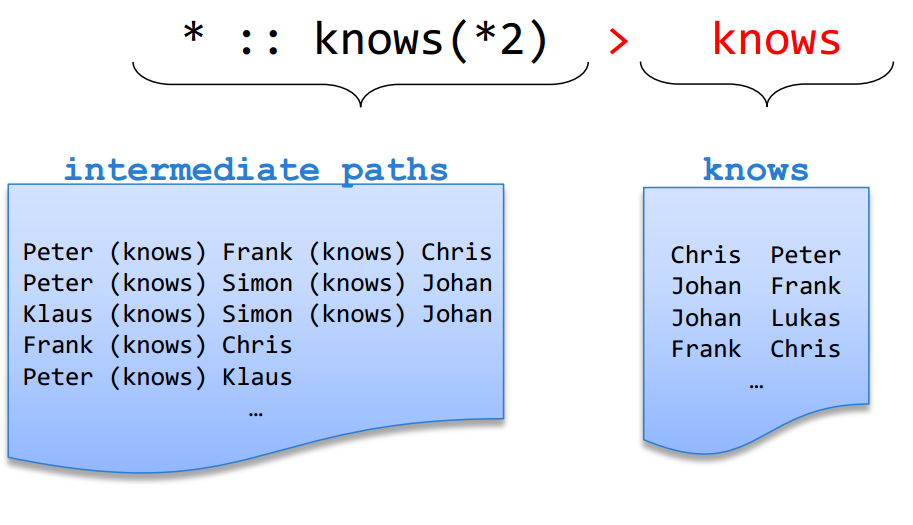 * :: knows(*2) > knows
intermediate paths
Peter (knows) Frank (knows) Chris
Peter (knows) Simon (knows) Johan
Klaus (knows) Simon (knows) Johan
Frank (knows) Chris
Peter (knows) Klaus
…
knows
Chris Peter
Johan Frank
Johan Lukas
Frank Chris
…